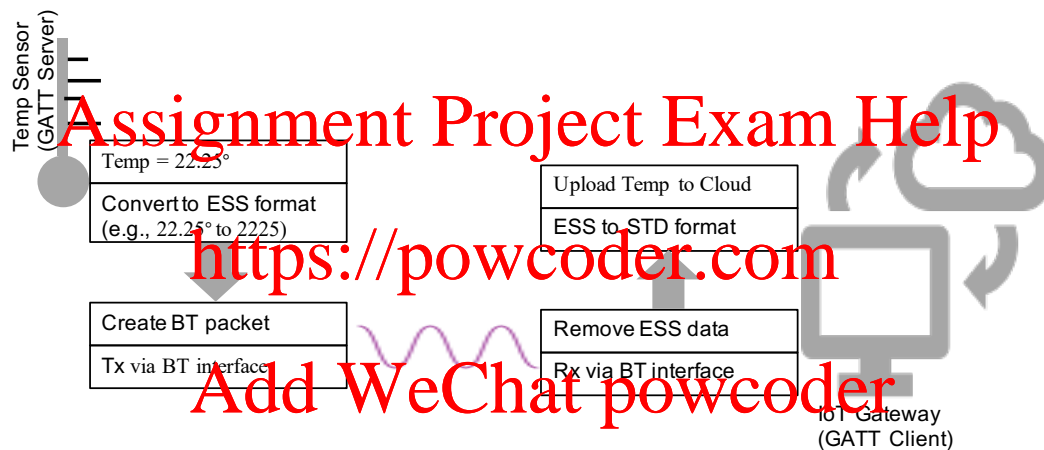 Temp Sensor
(GATT Server)
Assignment Project Exam Help
Temp = 22.25°
Convert to ESS format
(e.g., 22.25° to 2225)
Upload Temp to Cloud
ESS to STD format
https://powcoder.com
Create BT packet
Tx via BT interface
Remove ESS data
Rx via BT interface
Add WeChat powcoder
IoT Gateway
(GATT Client)